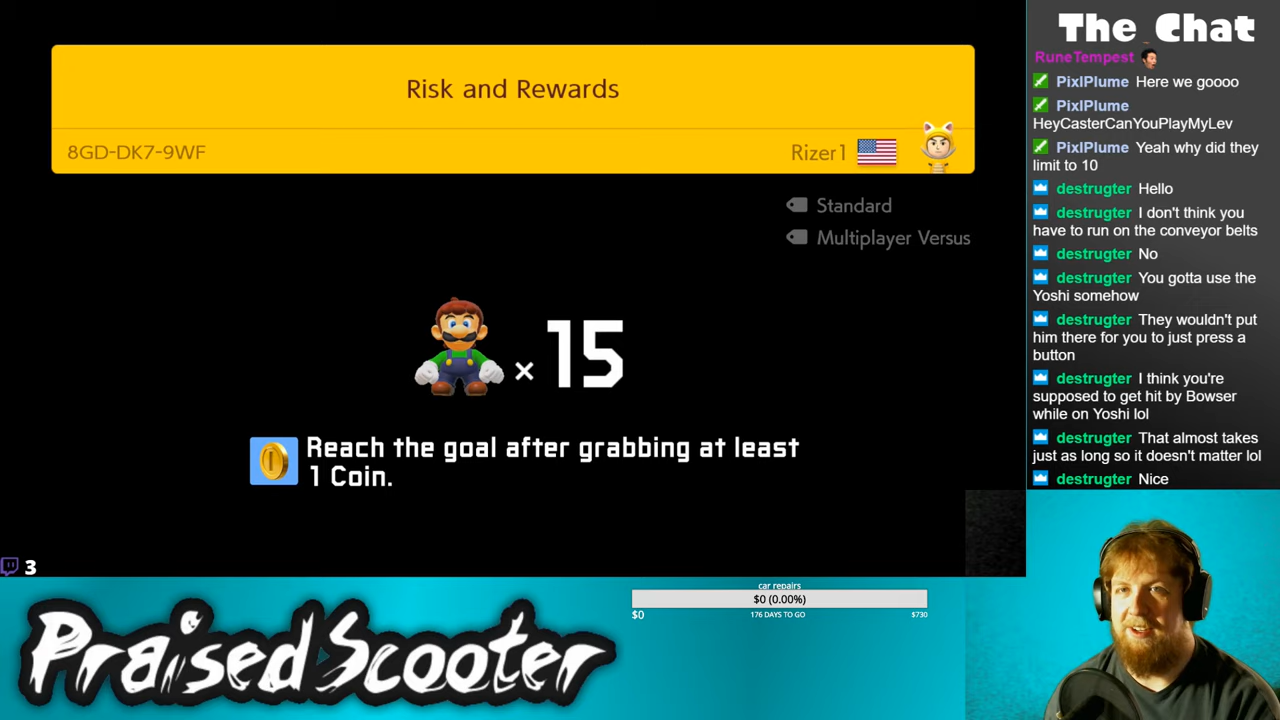 Risk and Rewards
8GD-DK7-9WF
Rizer1
Standard
Multiplayer Versus
× 15
Reach the goal after grabbing at least
1 Coin.
3
PraisedScooter
car repairs
$0 (0.00%)
$0
176 DAYS TO GO
$730
The Chat
RuneTempest
PixlPlume Here we goooo
PixlPlume
HeyCasterCanYouPlayMyLev
PixlPlume Yeah why did they
limit to 10
destrugter Hello
destrugter I don't think you
have to run on the conveyor belts
destrugter No
destrugter You gotta use the
Yoshi somehow
destrugter They wouldn't put
him there for you to just press a
button
destrugter I think you're
supposed to get hit by Bowser
while on Yoshi lol
destrugter That almost takes
just as long so it doesn't matter lol
destrugter Nice